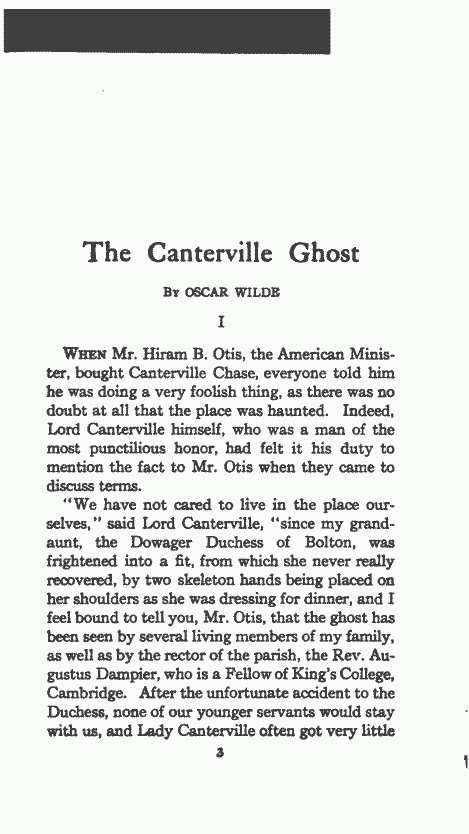 The Canterville Ghost
By OSCAR WILDE
I
WHEN Mr. Hiram B. Otis, the American Minis-
ter, bought Canterville Chase, everyone told him
he was doing a very foolish thing, as there was no
doubt at all that the place was haunted. Indeed,
Lord Canterville himself, who was a man of the
most punctilious honor, had felt it his duty to
mention the fact to Mr. Otis when they came to
discuss terms.
"We have not cared to live in the place our-
selves," said Lord Canterville, "since my grand-
aunt, the Dowager Duchess of Bolton, was
frightened into a fit, from which she never really
recovered, by two skeleton hands being placed on
her shoulders as she was dressing for dinner, and I
feel bound to tell you, Mr. Otis, that the ghost has
been seen by several living members of my family,
as well as by the rector of the parish, the Rev. Au-
gustus Dampier, who is a Fellow of King's College,
Cambridge. After the unfortunate accident to the
Duchess, none of our younger servants would stay
with us, and Lady Canterville often got very little
3